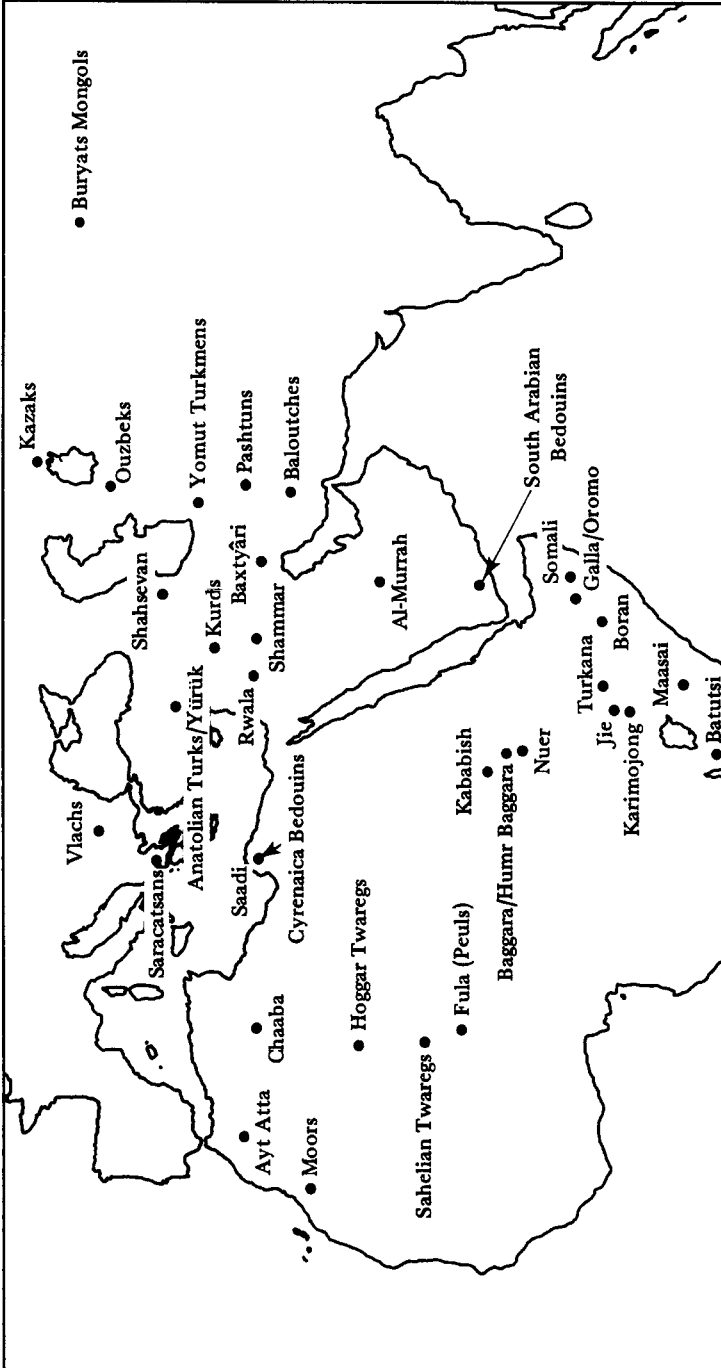 Buryats Mongols
Kazaks
Ouzbeks
Yomut Turkmens
Pashtuns
Baloutches
Shahsevan
Kurds
Baxtyâri
Shammar
Rwala
Anatolian Turks/Yürük
Vlachs
Saracatsans
Saadi
Cyrenaica Bedouins
Al-Murrah
South Arabian
Bedouins
Somali
Galla/Oromo
Boran
Turkana
Jie
Karimojong
Maasai
Batutsi
Kababish
Baggara/Humr Baggara
Nuer
Chaaba
Hoggar Twaregs
Fula (Peuls)
Sahelian Twaregs
Ayt Atta
Moors